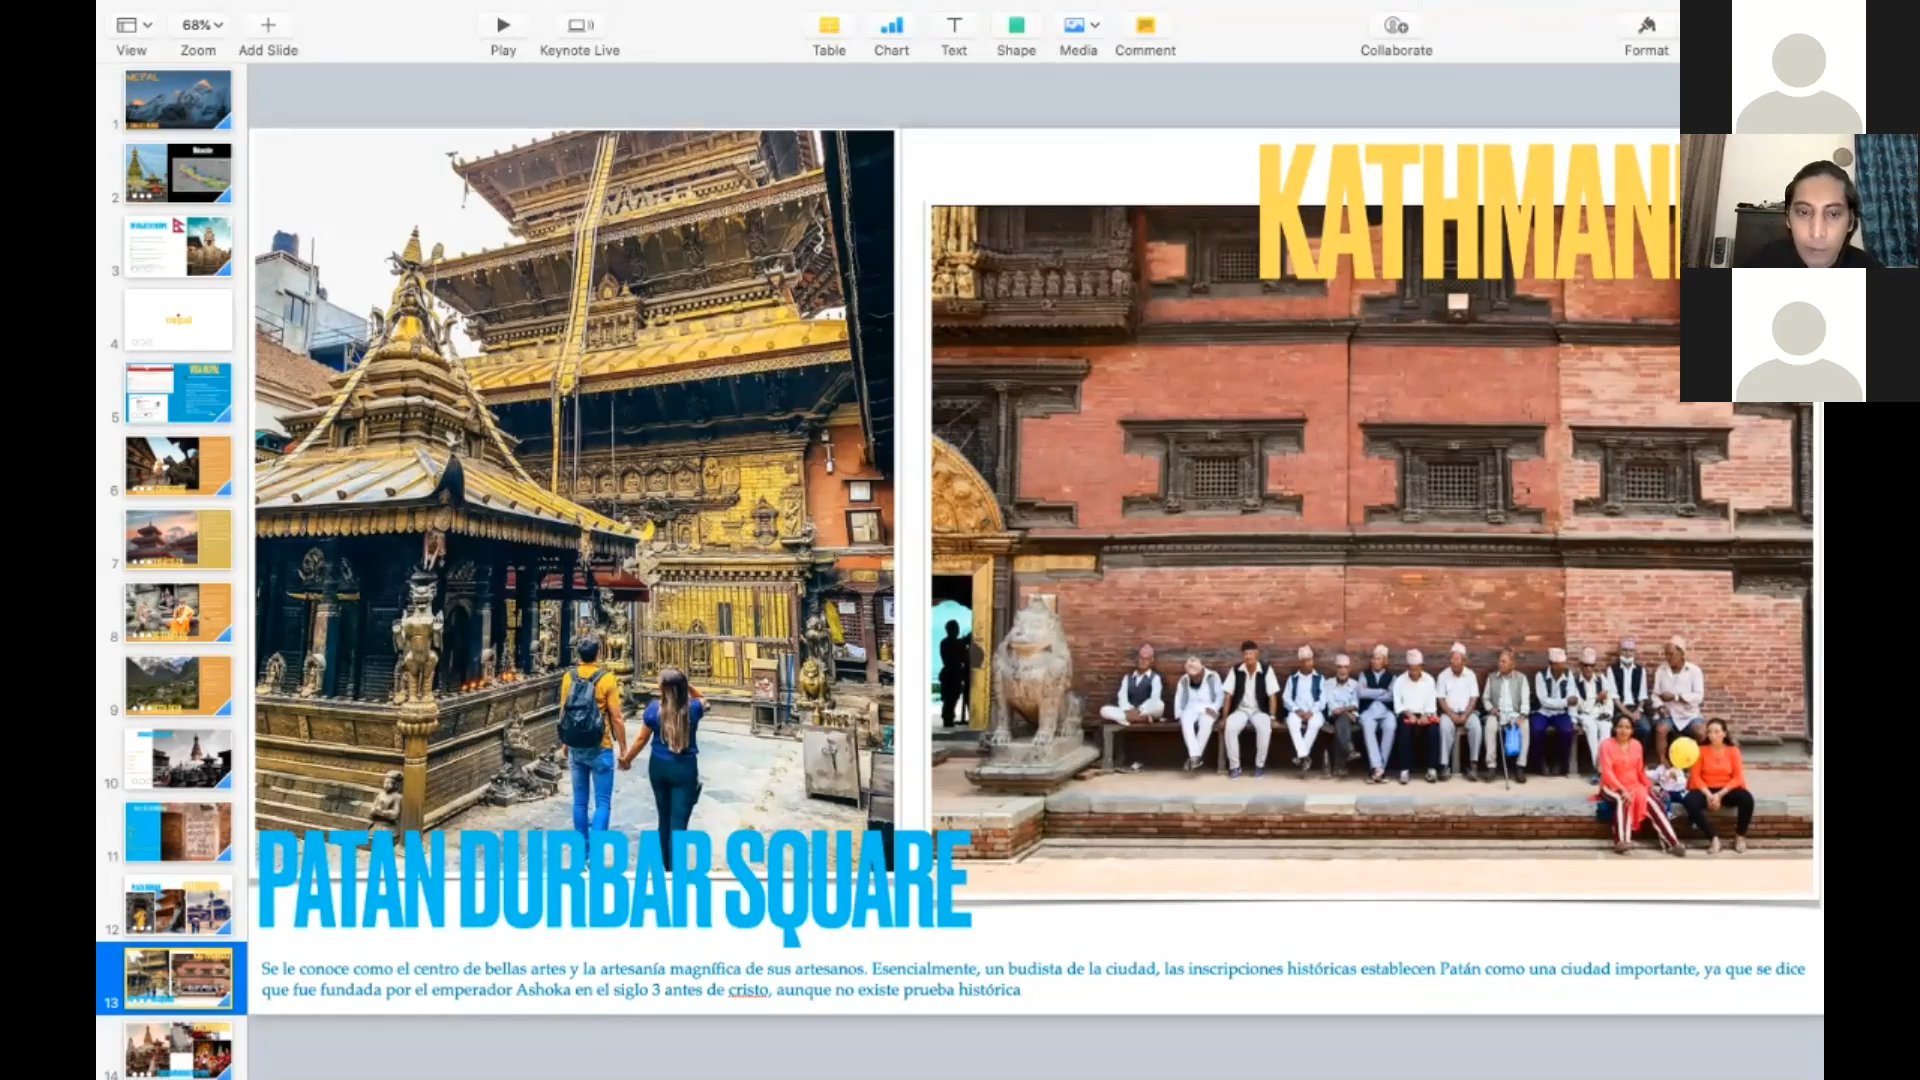 View
68%
Zoom
Add Slide
Play
Keynote Live
Table
Chart
Text
Shape
Media
Comment
Collaborate
Format
NEPAL
1
2
3
nepal
4
VISA NEPAL
5
6
7
8
9
10
11
12
13
14
KATHMAN
PATAN DURBAR SQUARE
Se le conoce como el centro de bellas artes y la artesanía magnífica de sus artesanos. Esencialmente, un budista de la ciudad, las inscripciones históricas establecen Patán como una ciudad importante, ya que se dice
que fue fundada por el emperador Ashoka en el siglo 3 antes de cristo, aunque no existe prueba histórica